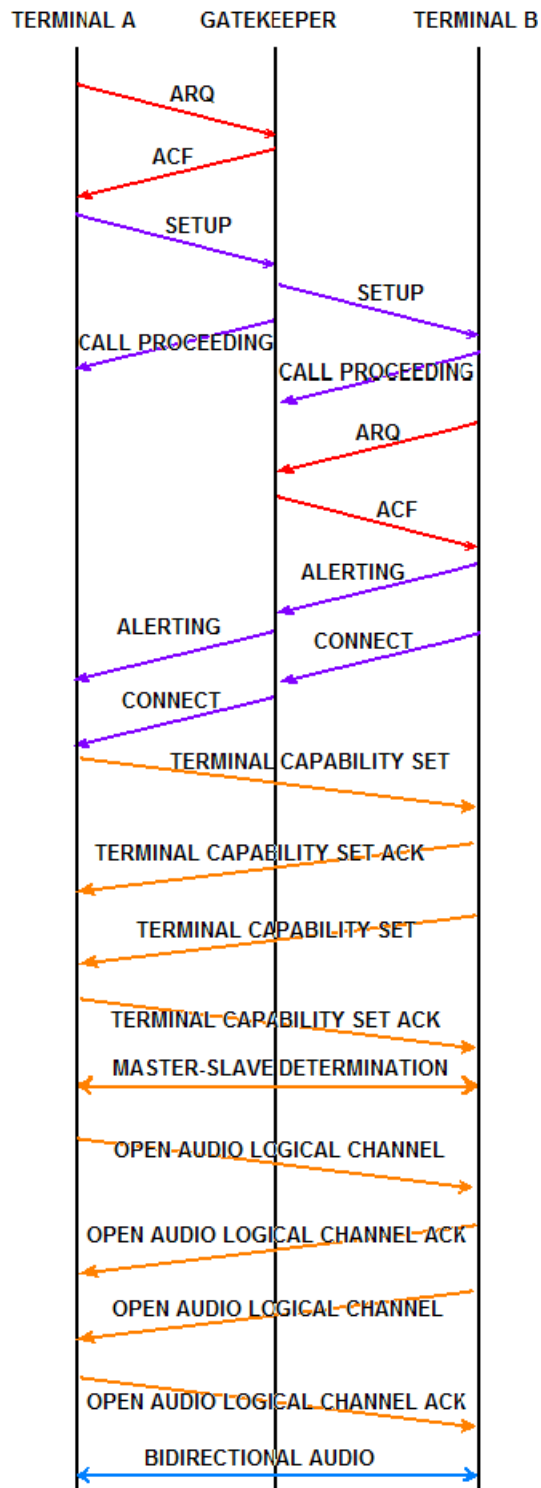 TERMINAL A GATEKEEPER TERMINAL B
ARQ
ACF
SETUP
SETUP
CALL PROCEEDING
CALL PROCEEDING
ARQ
ACF
ALERTING
ALERTING
CONNECT
CONNECT
TERMINAL CAPABILITY SET
TERMINAL CAPABILITY SET ACK
TERMINAL CAPABILITY SET
TERMINAL CAPABILITY SET ACK
MASTER-SLAVE DETERMINATION
OPEN AUDIO LOGICAL CHANNEL
OPEN AUDIO LOGICAL CHANNEL ACK
OPEN AUDIO LOGICAL CHANNEL
OPEN AUDIO LOGICAL CHANNEL ACK
BIDIRECTIONAL AUDIO